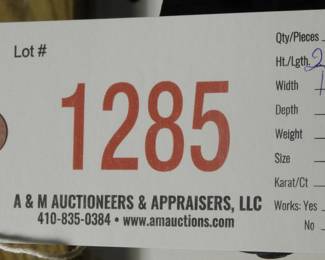 Lot #
1285
A & M AUCTIONEERS & APPRAISERS, LLC
410-835-0384 • www.amauctions.com
Qty/Pieces
Ht./Lgth. 2
Width
Depth
Weight
Size
Karat/Ct
Works: Yes
No